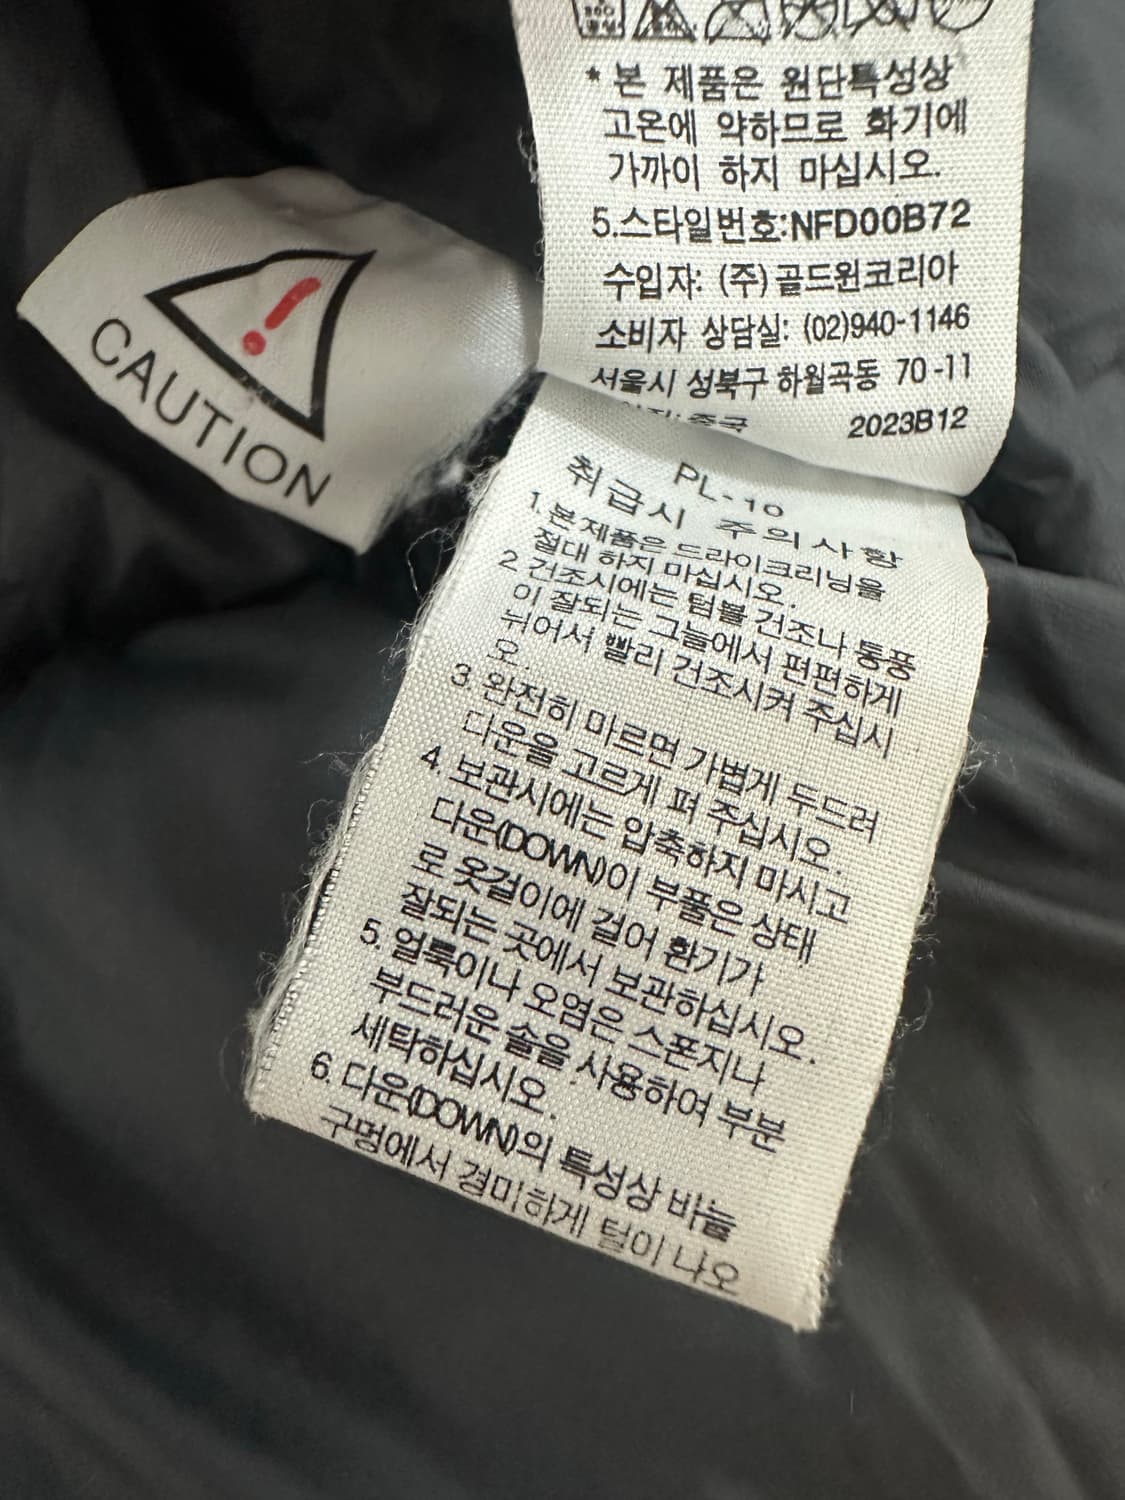 * 본 제품은 원단특성상
고온에 약하므로 화기에
가까이 하지 마십시오.
5.스타일번호:NFD00B72
수입자: (주)골드윈코리아
소비자 상담실: (02)940-1146
서울시 성북구 하월곡동 70-11
중국 2023B12
CAUTION
PL-10
취급시 주의사항
1.본 제품은 드라이크리닝을
절대 하지 마십시오.
2 건조시에는 텀블 건조나 통풍
이 잘되는 그늘에서 편편하게
뉘어서 빨리 건조시켜 주십시
오.
3. 완전히 마르면 가볍게 두드려
다운을 고르게 펴 주십시오.
4. 보관시에는 압축하지 마시고
다운(DOWN)이 부풀은 상태
로 옷걸이에 걸어 환기가
잘되는 곳에서 보관하십시오.
5. 얼룩이나 오염은 스폰지나
부드러운 솔을 사용하여 부분
세탁하십시오.
6. 다운(DOWN)의 특성상 바늘
구멍에서 경미하게 털이 나오